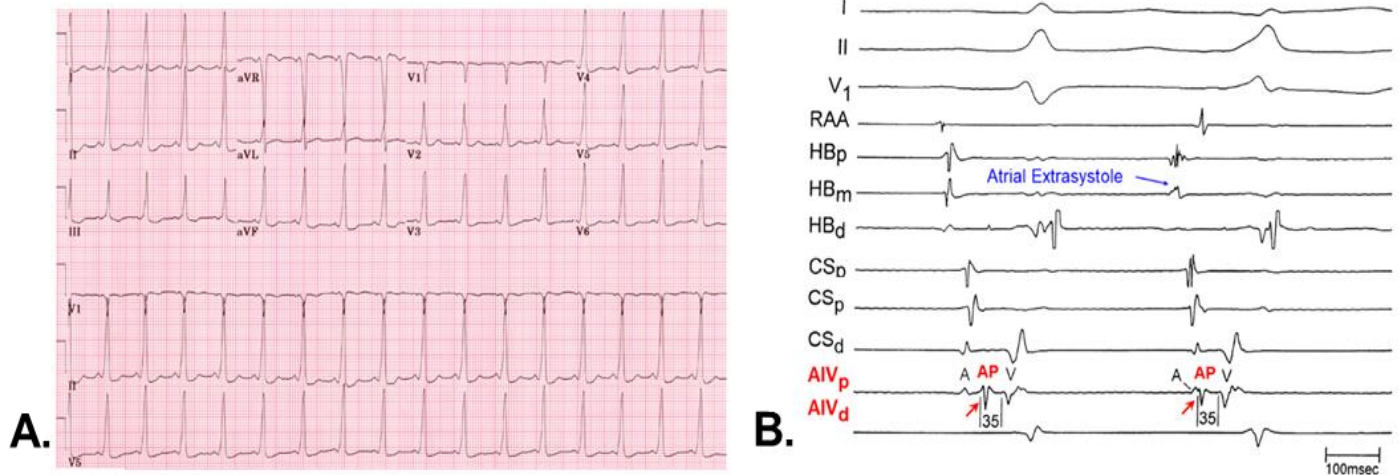 I
aVR
V1
V4
II
aVL
V2
V5
III
aVF
V3
V6
V1
II
V5
A.
I
II
V1
RAA
HBp
HBm
Atrial Extrasystole
HBd
CSp
CSp
CSd
AIVp
A AP V
A AP V
AIVd
35
35
B.
100msec